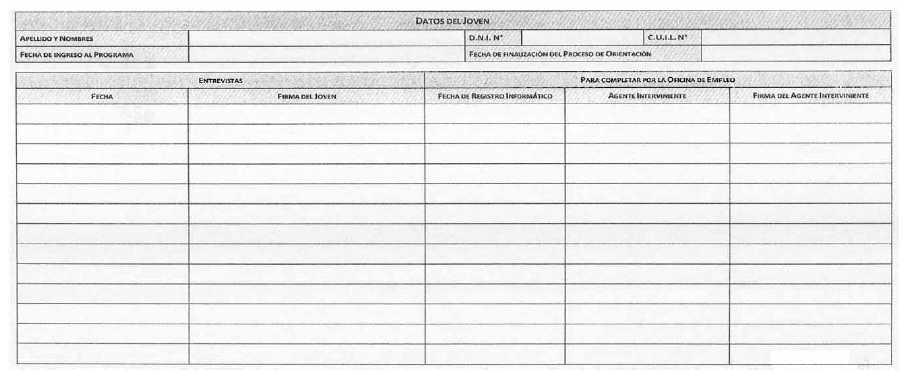 DATOS DEL JOVEN
APELLIDO Y NOMBRES D.N.I. N° C.U.I.L. N°
FECHA DE INGRESO AL PROGRAMA FECHA DE FINALIZACIÓN DEL PROCESO DE ORIENTACIÓN
ENTREVISTAS PARA COMPLETAR POR LA OFICINA DE EMPLEO
FECHA FIRMA DEL JOVEN FECHA DE REGISTRO INFORMÁTICO AGENTE INTERVINIENTE FIRMA DEL AGENTE INTERVINIENTE